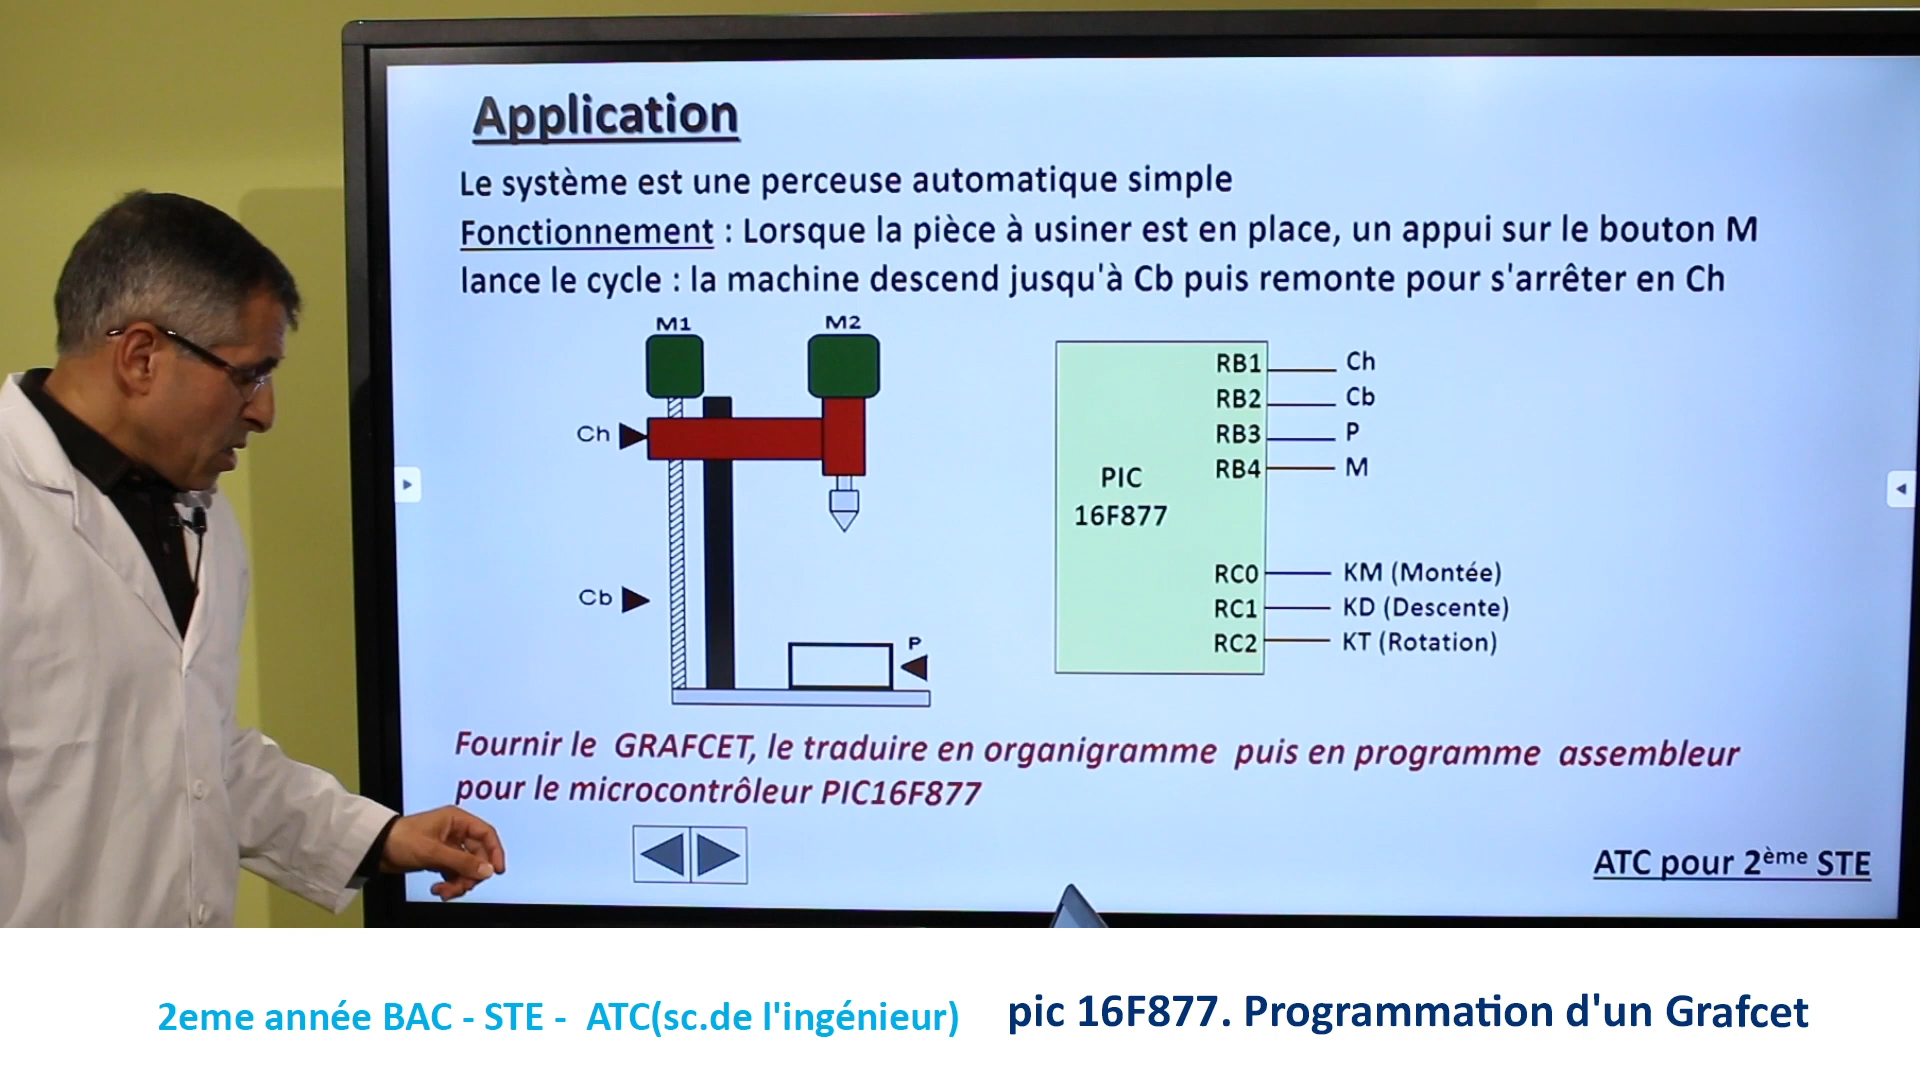 Application
Le système est une perceuse automatique simple
Fonctionnement : Lorsque la pièce à usiner est en place, un appui sur le bouton M
lance le cycle : la machine descend jusqu'à Cb puis remonte pour s'arrêter en Ch
M1
M2
Ch
Cb
P
RB1
Ch
RB2
Cb
RB3
P
RB4
M
PIC
16F877
RC0
KM (Montée)
RC1
KD (Descente)
RC2
KT (Rotation)
Fournir le GRAFCET, le traduire en organigramme puis en programme assembleur
pour le microcontrôleur PIC16F877
ATC pour 2ème STE
2eme année BAC - STE - ATC(sc.de l'ingénieur)
pic 16F877. Programmation d'un Grafcet